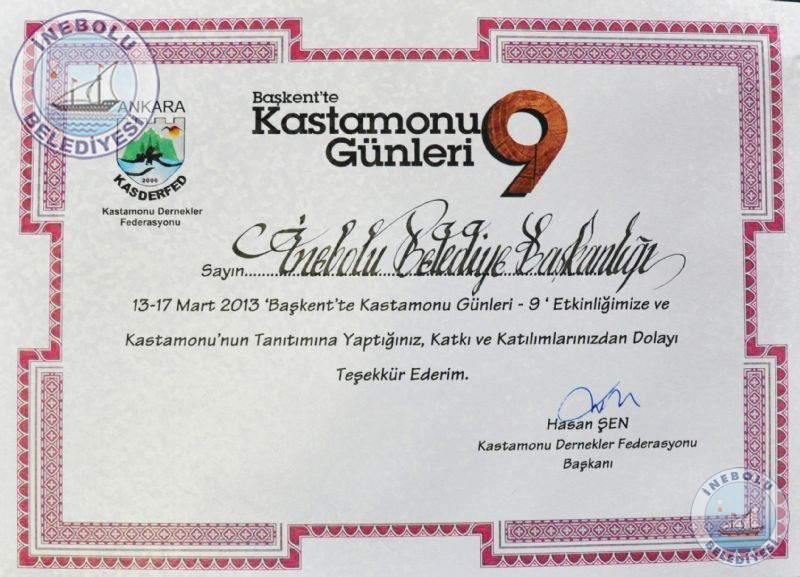 İNEBOLU
BELEDİYESİ
ANKARA
2006
KASDERFED
Kastamonu Dernekler
Federasyonu
Başkent'te
Kastamonu
Günleri
9
Sayın..........İnebolu Belediye Başkanlığı
13-17 Mart 2013 'Başkent'te Kastamonu Günleri - 9 ' Etkinliğimize ve
Kastamonu'nun Tanıtımına Yaptığınız, Katkı ve Katılımlarınızdan Dolayı
Teşekkür Ederim.
Hasan ŞEN
Kastamonu Dernekler Federasyonu
Başkanı
İNEBOLU
BELEDİYESİ